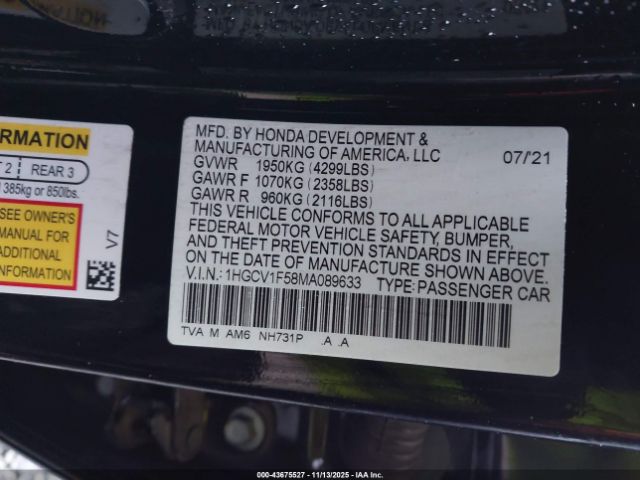 ORMATION
T 2 REAR 3
385kg or 850lbs.
SEE OWNER'S
MANUAL FOR
ADDITIONAL
INFORMATION
V7
MFD. BY HONDA DEVELOPMENT &
MANUFACTURING OF AMERICA, LLC 07/'21
GVWR 1950KG (4299LBS)
GAWR F 1070KG (2358LBS)
GAWR R 960KG (2116LBS)
THIS VEHICLE CONFORMS TO ALL APPLICABLE
FEDERAL MOTOR VEHICLE SAFETY, BUMPER,
AND THEFT PREVENTION STANDARDS IN EFFECT
ON THE DATE OF MANUFACTURE SHOWN ABOVE.
V.I.N.: 1HGCV1F58MA089633 TYPE: PASSENGER CAR
TVA M AM6 NH731P .A .A
000-43675527 - 11/13/2025 - IAA Inc.